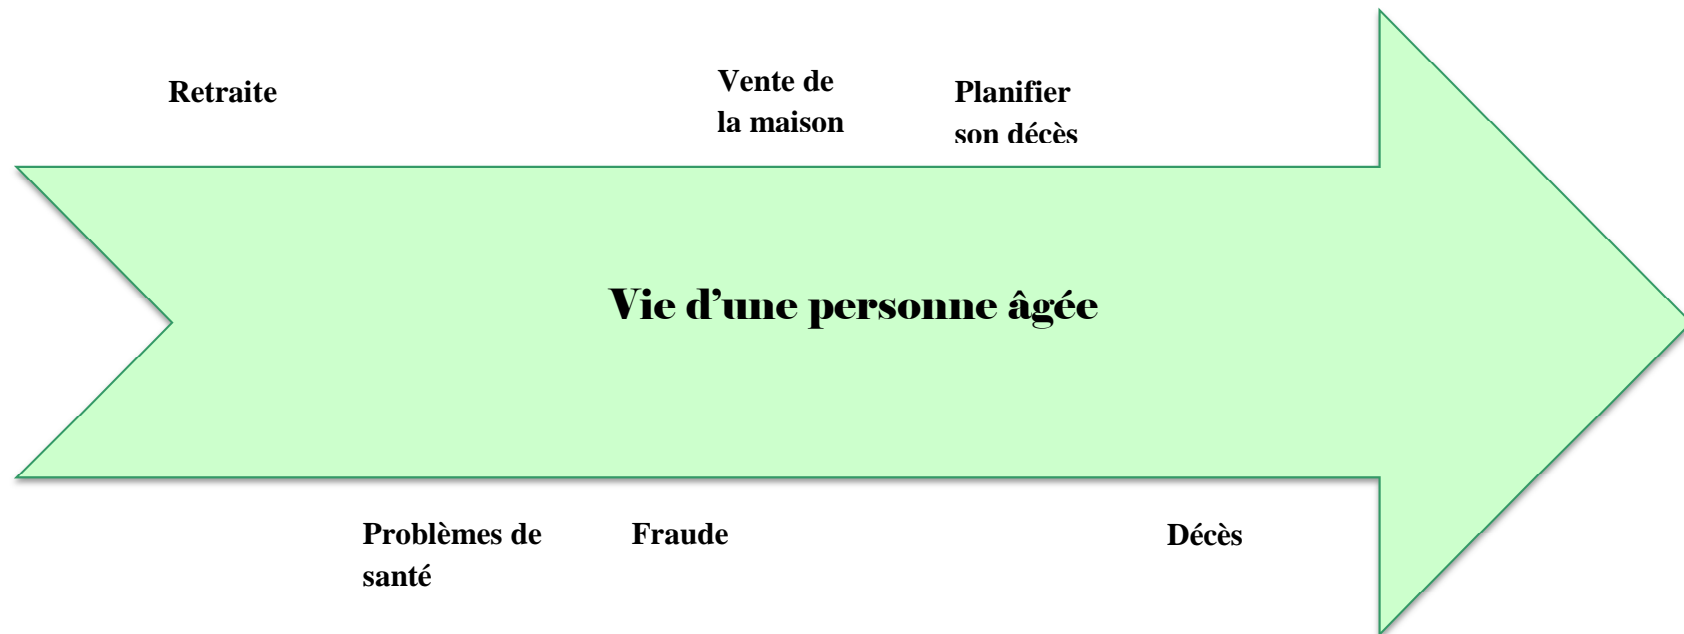 Retraite
Vente de
la maison
Planifier
son décès
Vie d’une personne âgée
Problèmes de
santé
Fraude
Décès